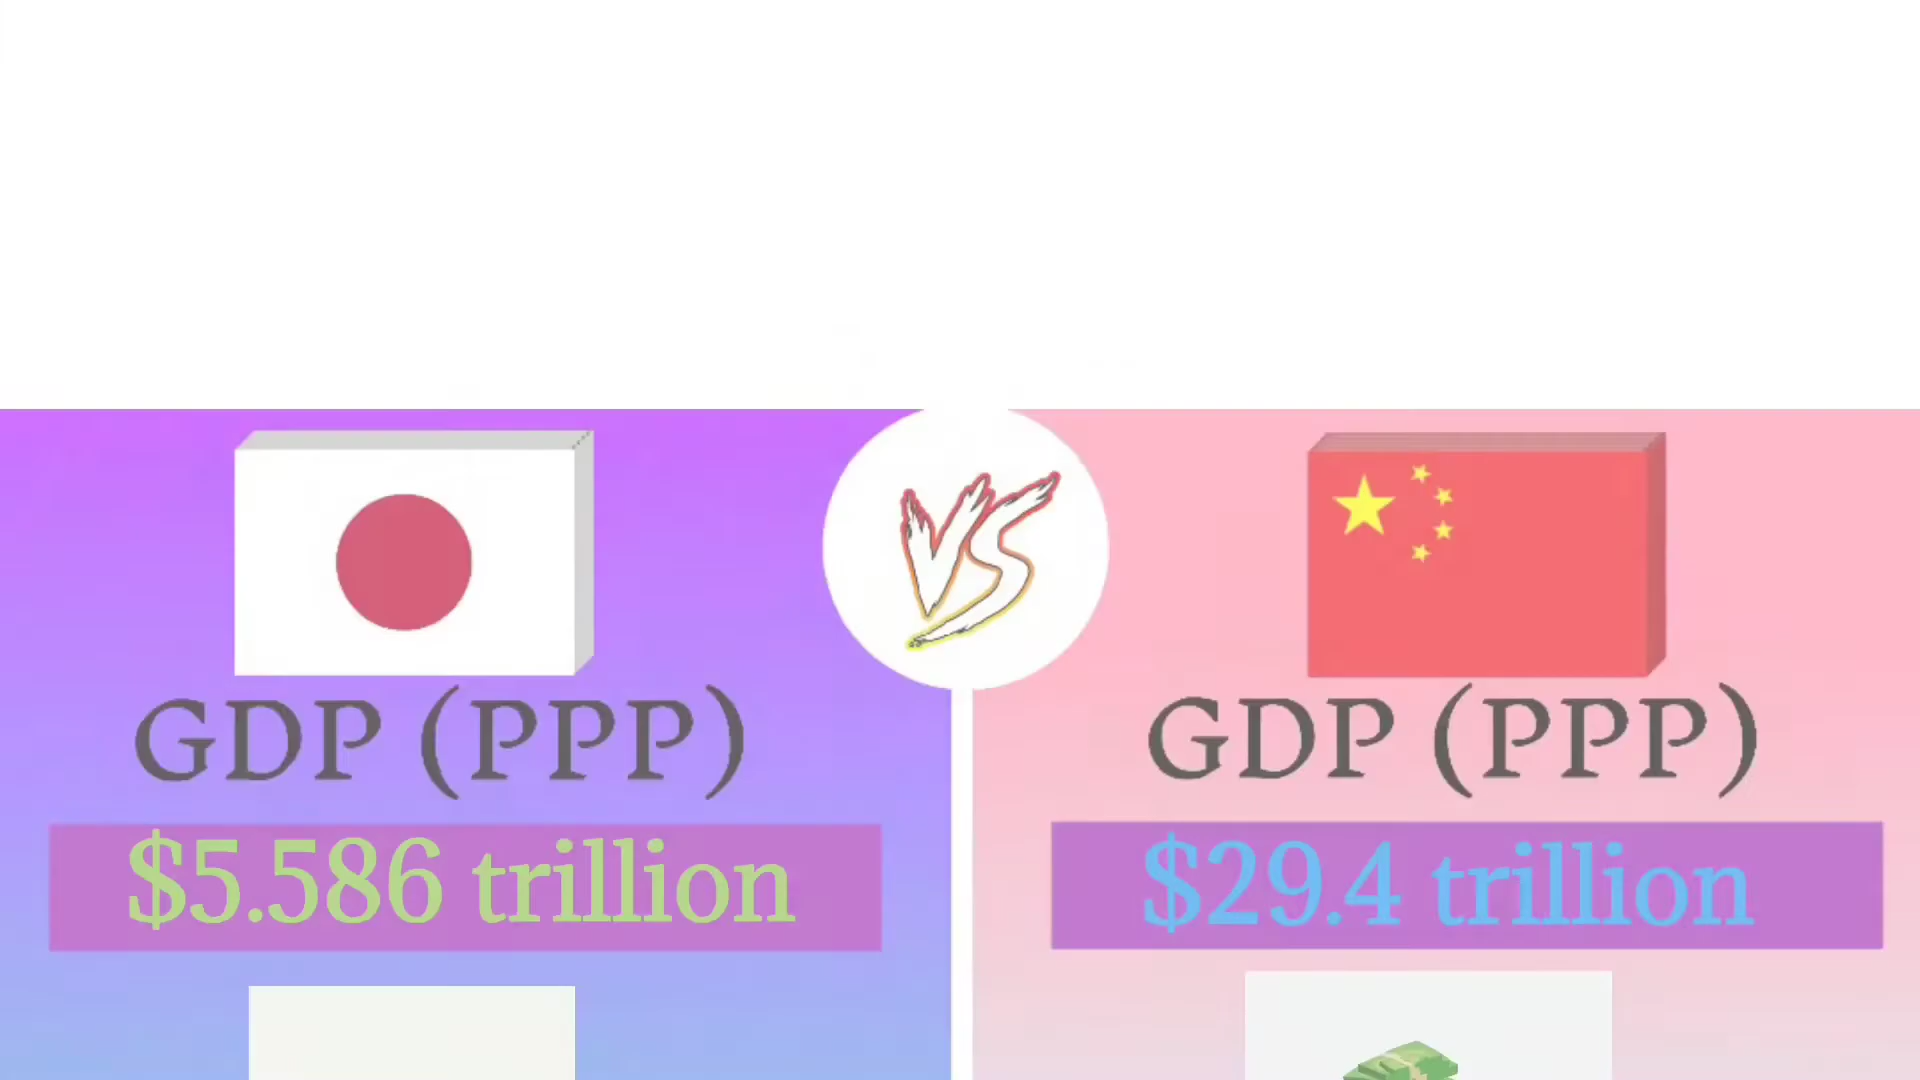 VS
GDP (PPP)
$5.586 trillion
GDP (PPP)
$29.4 trillion